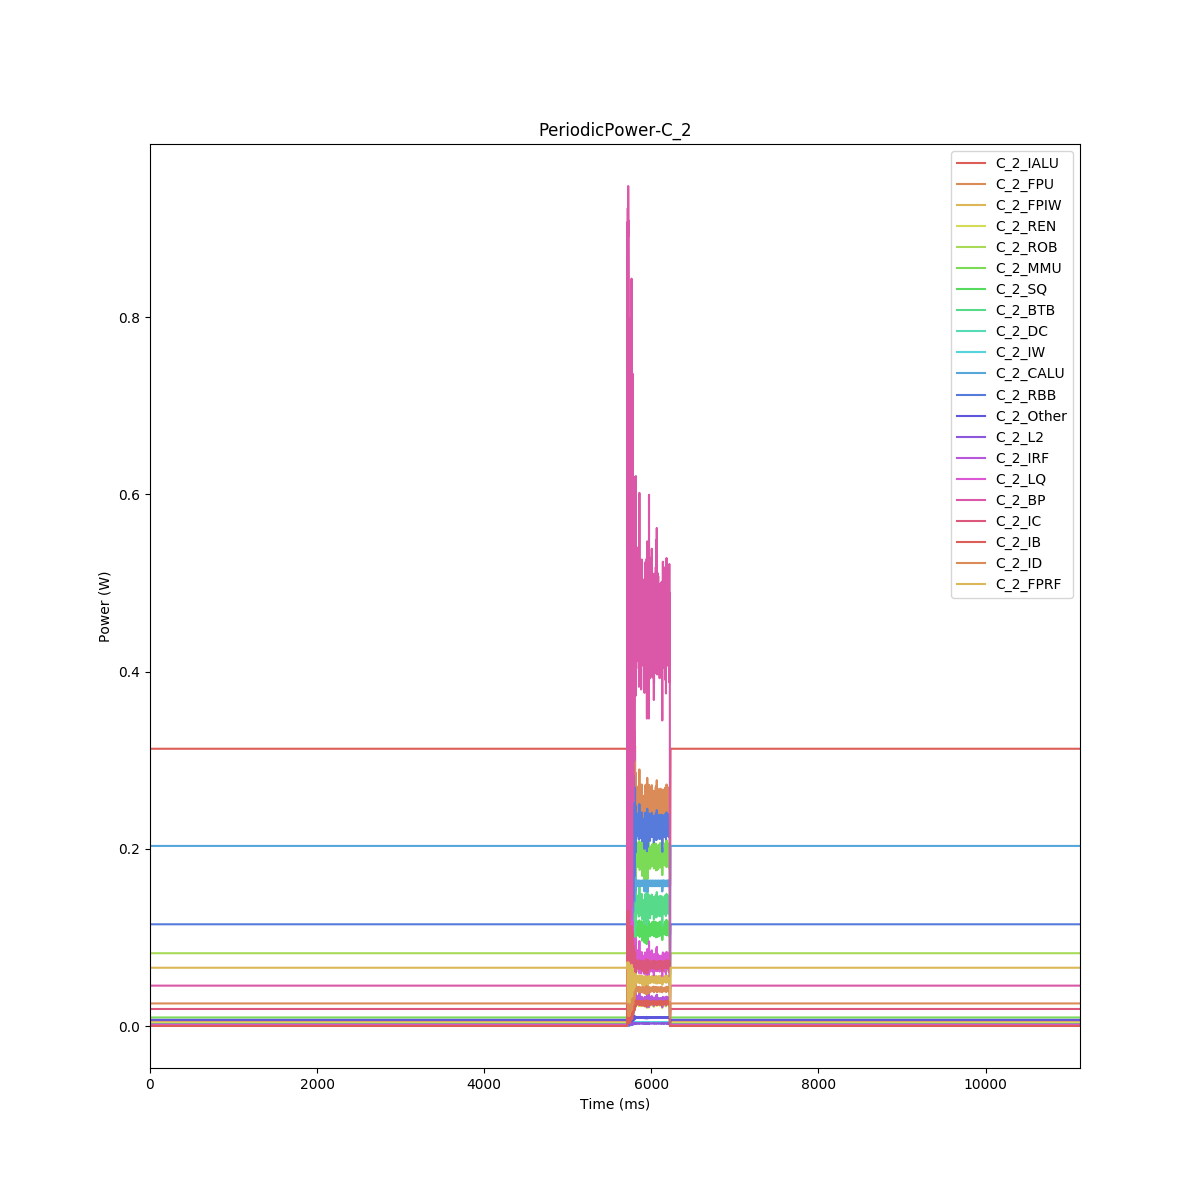 PeriodicPower-C_2
C_2_IALU
C_2_FPU
C_2_FPIW
C_2_REN
C_2_ROB
C_2_MMU
C_2_SQ
C_2_BTB
C_2_DC
C_2_IW
C_2_CALU
C_2_RBB
C_2_Other
C_2_L2
C_2_IRF
C_2_LQ
C_2_BP
C_2_IC
C_2_IB
C_2_ID
C_2_FPRF
0.8
0.6
0.4
0.2
0.0
Power (W)
0 2000 4000 6000 8000 10000
Time (ms)